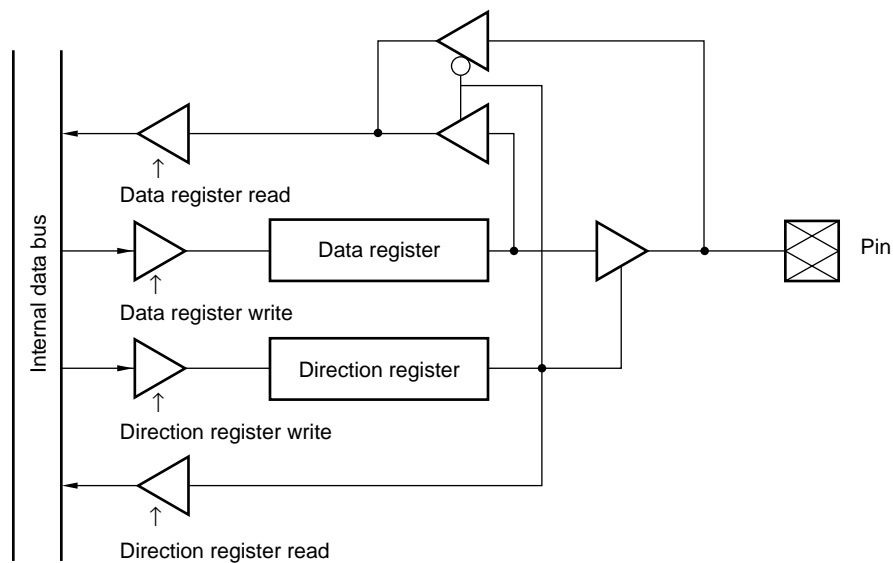 Data register read
Data register
Pin
Data register write
Internal data bus
Direction register
Direction register write
Direction register read